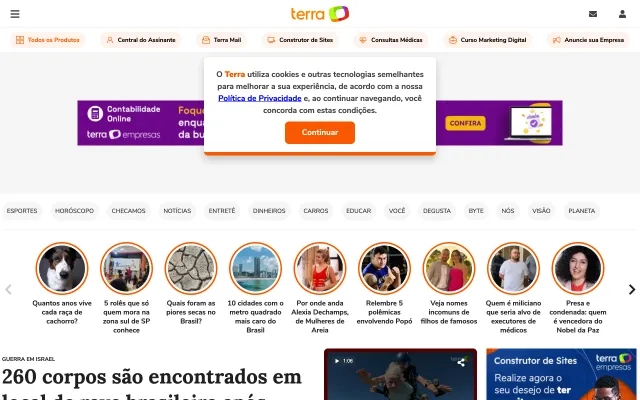 terra
Todos os Produtos
Central do Assinante
Terra Mail
Construtor de Sites
Consultas Médicas
Curso Marketing Digital
Anuncie sua Empresa
O Terra utiliza cookies e outras tecnologias semelhantes
para melhorar a sua experiência, de acordo com a nossa
Política de Privacidade e, ao continuar navegando, você
concorda com estas condições.
Continuar
Contabilidade
Online
terra empresas
Foque
enqua
da bu
CONFIRA
ESPORTES
HORÓSCOPO
CHECAMOS
NOTÍCIAS
ENTRETÊ
DINHEIROS
CARROS
EDUCAR
VOCÊ
DEGUSTA
BYTE
NÓS
VISÃO
PLANETA
Quantos anos vive
cada raça de
cachorro?
5 rolês que só
quem mora na
zona sul de SP
conhece
Quais foram as
piores secas no
Brasil?
10 cidades com o
metro quadrado
mais caro do
Brasil
Por onde anda
Alexia Dechamps,
de Mulheres de
Areia
Relembre 5
polêmicas
envolvendo Popó
Veja nomes
incomuns de
filhos de famosos
Quem é miliciano
que seria alvo de
executores de
médicos
Presa e
condenada: quem
é vencedora do
Nobel da Paz
GUERRA EM ISRAEL
260 corpos são encontrados em
local de rave brasileira após
1:06
Construtor de Sites
terra
empresas
Realize agora o
seu desejo de ter